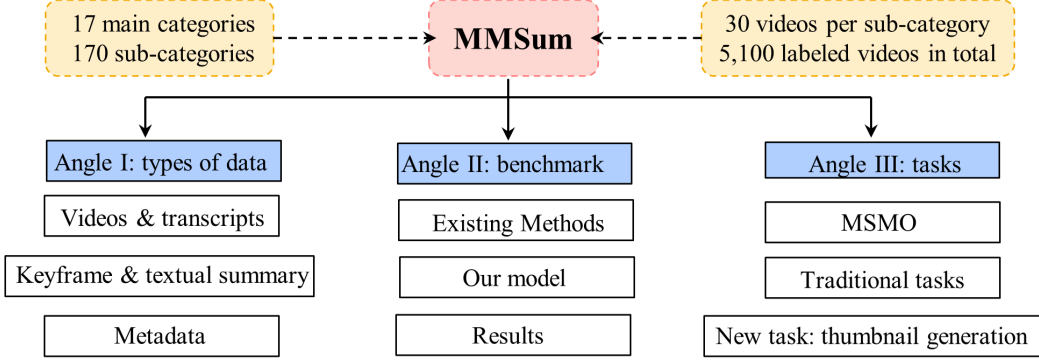 17 main categories
170 sub-categories
MMSum
30 videos per sub-category
5,100 labeled videos in total
Angle I: types of data
Videos & transcripts
Keyframe & textual summary
Metadata
Angle II: benchmark
Existing Methods
Our model
Results
Angle III: tasks
MSMO
Traditional tasks
New task: thumbnail generation